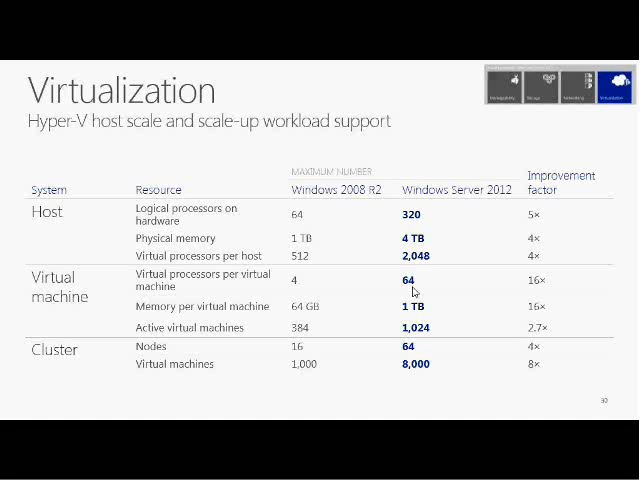 Virtualization
Hyper-V host scale and scale-up workload support
Virtualization
MAXIMUM NUMBER
System Resource Windows 2008 R2 Windows Server 2012 Improvement factor
Host Logical processors on hardware 64 320 5×
Physical memory 1 TB 4 TB 4×
Virtual processors per host 512 2,048 4×
Virtual machine Virtual processors per virtual machine 4 64 16×
Memory per virtual machine 64 GB 1 TB 16×
Active virtual machines 384 1,024 2.7×
Cluster Nodes 16 64 4×
Virtual machines 1,000 8,000 8×
30